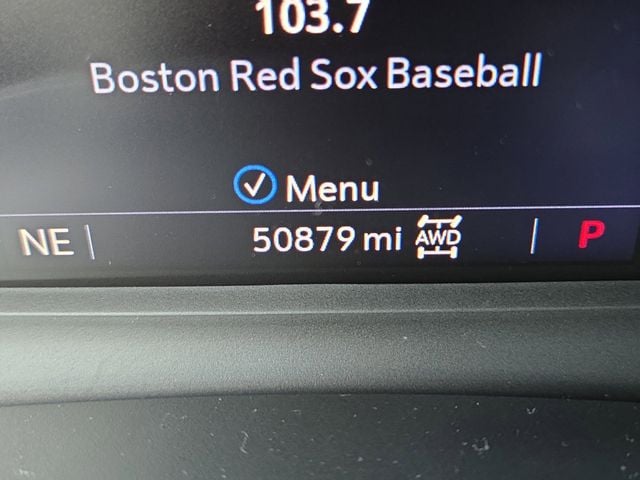 103.7
Boston Red Sox Baseball
Menu
NE | 50879 mi AWD | P